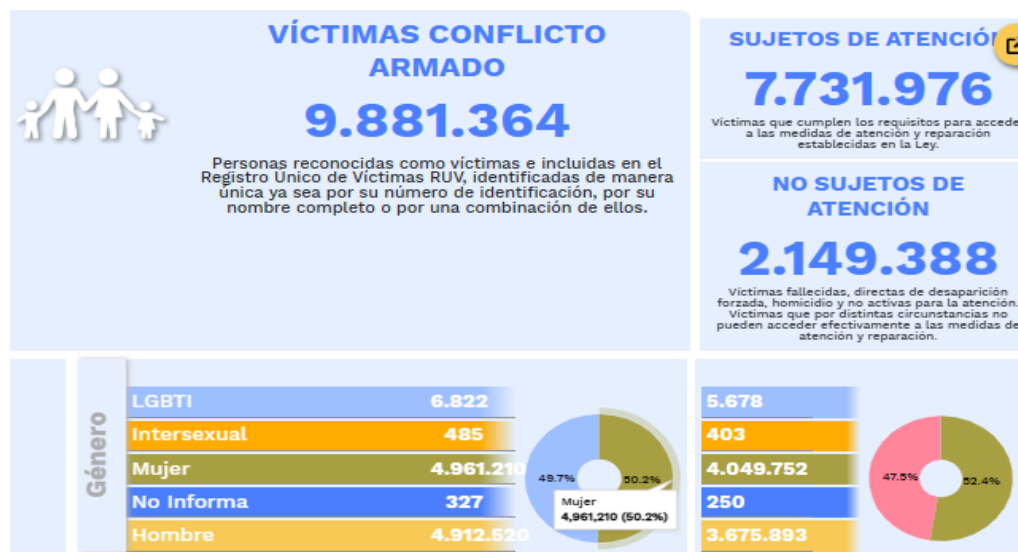 VÍCTIMAS CONFLICTO
ARMADO
9.881.364
Personas reconocidas como víctimas e incluidas en el
Registro Único de Víctimas RUV, identificadas de manera
única ya sea por su número de identificación, por su
nombre completo o por una combinación de ellos.
SUJETOS DE ATENCIÓ
7.731.976
Víctimas que cumplen los requisitos para accede
a las medidas de atención y reparación
establecidas en la Ley.
NO SUJETOS DE
ATENCIÓN
2.149.388
Víctimas fallecidas, directas de desaparición
forzada, homicidio y no activas para la atención.
Víctimas que por distintas circunstancias no
pueden acceder efectivamente a las medidas de
atención y reparación.
Género
LGBTI 6.822
Intersexual 485
Mujer 4.961.210
No Informa 327
Hombre 4.912.520
49.7% 50.2%
Mujer
4,961,210 (50.2%)
5.678
403
4.049.752
250
3.675.893
47.5% 52.4%